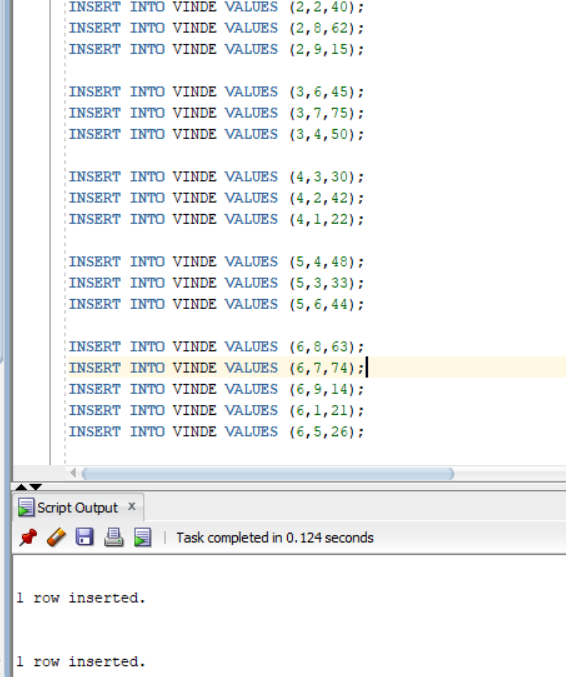 INSERT INTO VINDE VALUES (2,2,40);
INSERT INTO VINDE VALUES (2,8,62);
INSERT INTO VINDE VALUES (2,9,15);
INSERT INTO VINDE VALUES (3,6,45);
INSERT INTO VINDE VALUES (3,7,75);
INSERT INTO VINDE VALUES (3,4,50);
INSERT INTO VINDE VALUES (4,3,30);
INSERT INTO VINDE VALUES (4,2,42);
INSERT INTO VINDE VALUES (4,1,22);
INSERT INTO VINDE VALUES (5,4,48);
INSERT INTO VINDE VALUES (5,3,33);
INSERT INTO VINDE VALUES (5,6,44);
INSERT INTO VINDE VALUES (6,8,63);
INSERT INTO VINDE VALUES (6,7,74);
INSERT INTO VINDE VALUES (6,9,14);
INSERT INTO VINDE VALUES (6,1,21);
INSERT INTO VINDE VALUES (6,5,26);
Script Output x
Task completed in 0.124 seconds
1 row inserted.
1 row inserted.